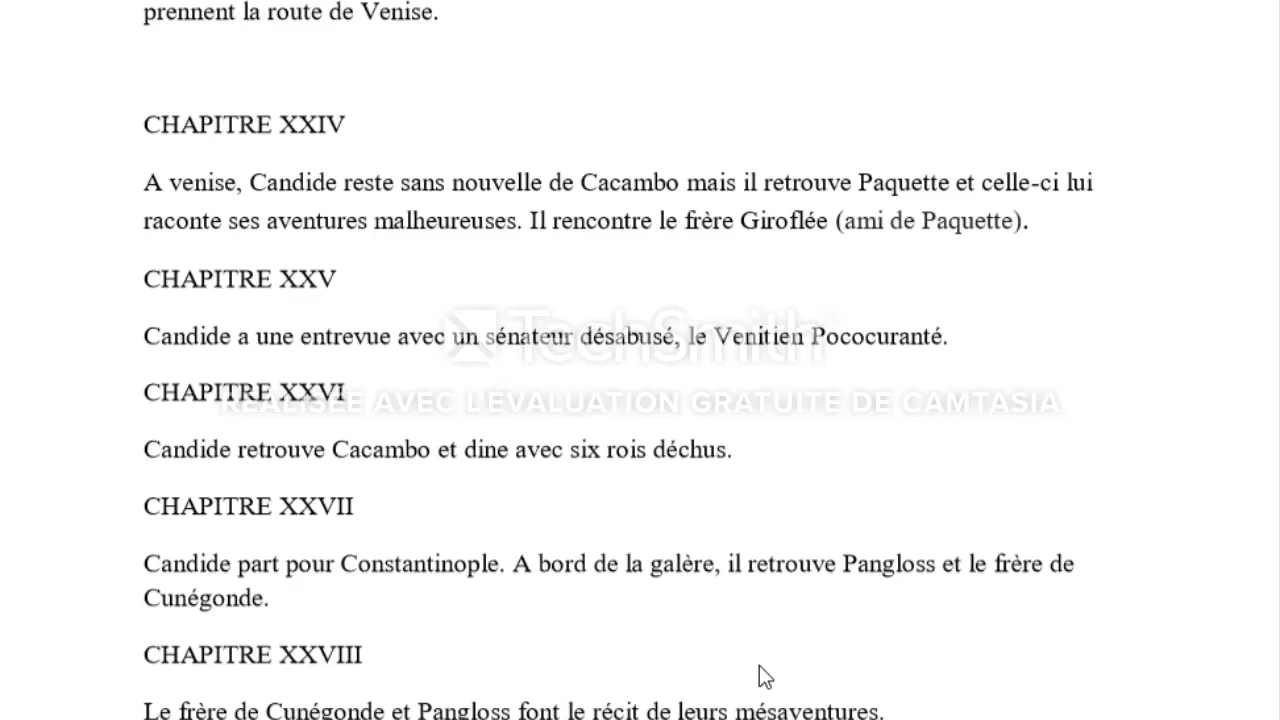 prennent la route de Venise.
CHAPITRE XXIV
A venise, Candide reste sans nouvelle de Cacambo mais il retrouve Paquette et celle-ci lui
raconte ses aventures malheureuses. Il rencontre le frère Giroflée (ami de Paquette).
CHAPITRE XXV
Candide a une entrevue avec un sénateur désabusé, le Venitien Pococuranté.
TechSmith
CHAPITRE XXVI
RÉALISÉE AVEC L'ÉVALUATION GRATUITE DE CAMTASIA
Candide retrouve Cacambo et dine avec six rois déchus.
CHAPITRE XXVII
Candide part pour Constantinople. A bord de la galère, il retrouve Pangloss et le frère de
Cunégonde.
CHAPITRE XXVIII
Le frère de Cunégonde et Pangloss font le récit de leurs mésaventures.